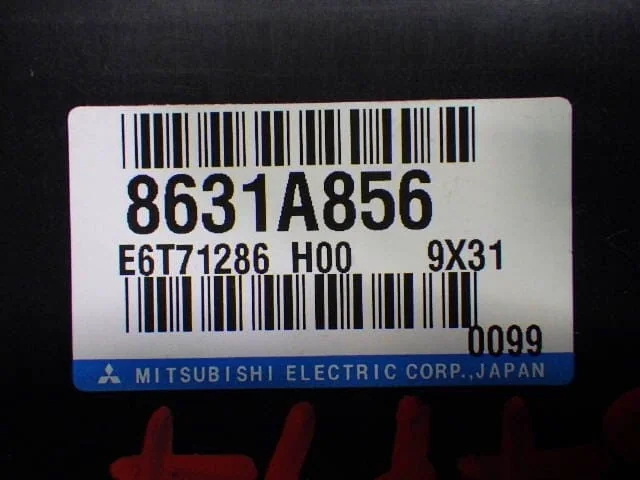 8631A856
E6T71286 H00 9X31
0099
MITSUBISHI ELECTRIC CORP.,JAPAN